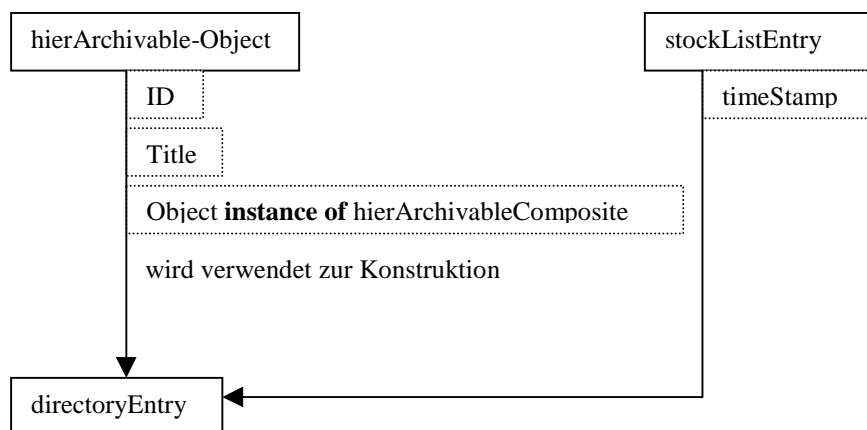 hierArchivable-Object
stockListEntry
ID
timeStamp
Title
Object instance of hierArchivableComposite
wird verwendet zur Konstruktion
directoryEntry